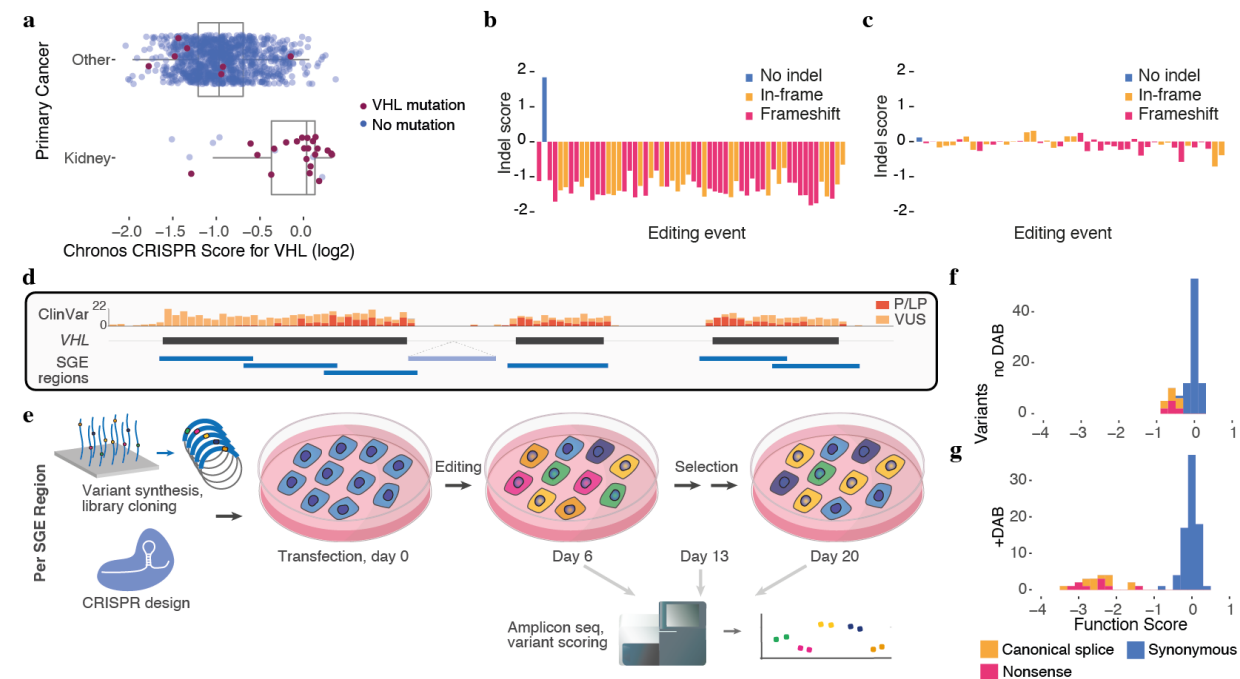 a
Primary Cancer
Other
Kidney
VHL mutation
No mutation
−2.0 −1.5 −1.0 −0.5 0.0
Chronos CRISPR Score for VHL (log2)
b
Indel score
2
1
0
-1
-2
No indel
In-frame
Frameshift
Editing event
c
Indel score
2
1
0
-1
-2
No indel
In-frame
Frameshift
Editing event
d
ClinVar
22
0
P/LP
VUS
VHL
SGE
regions
e
Per SGE Region
Variant synthesis,
library cloning
CRISPR design
Editing
Selection
Transfection, day 0
Day 6
Day 13
Day 20
Amplicon seq,
variant scoring
f
Variants
no DAB
40
20
0
−4 −3 −2 −1 0 1
g
+DAB
30
20
10
0
−4 −3 −2 −1 0 1
Function Score
Canonical splice
Synonymous
Nonsense